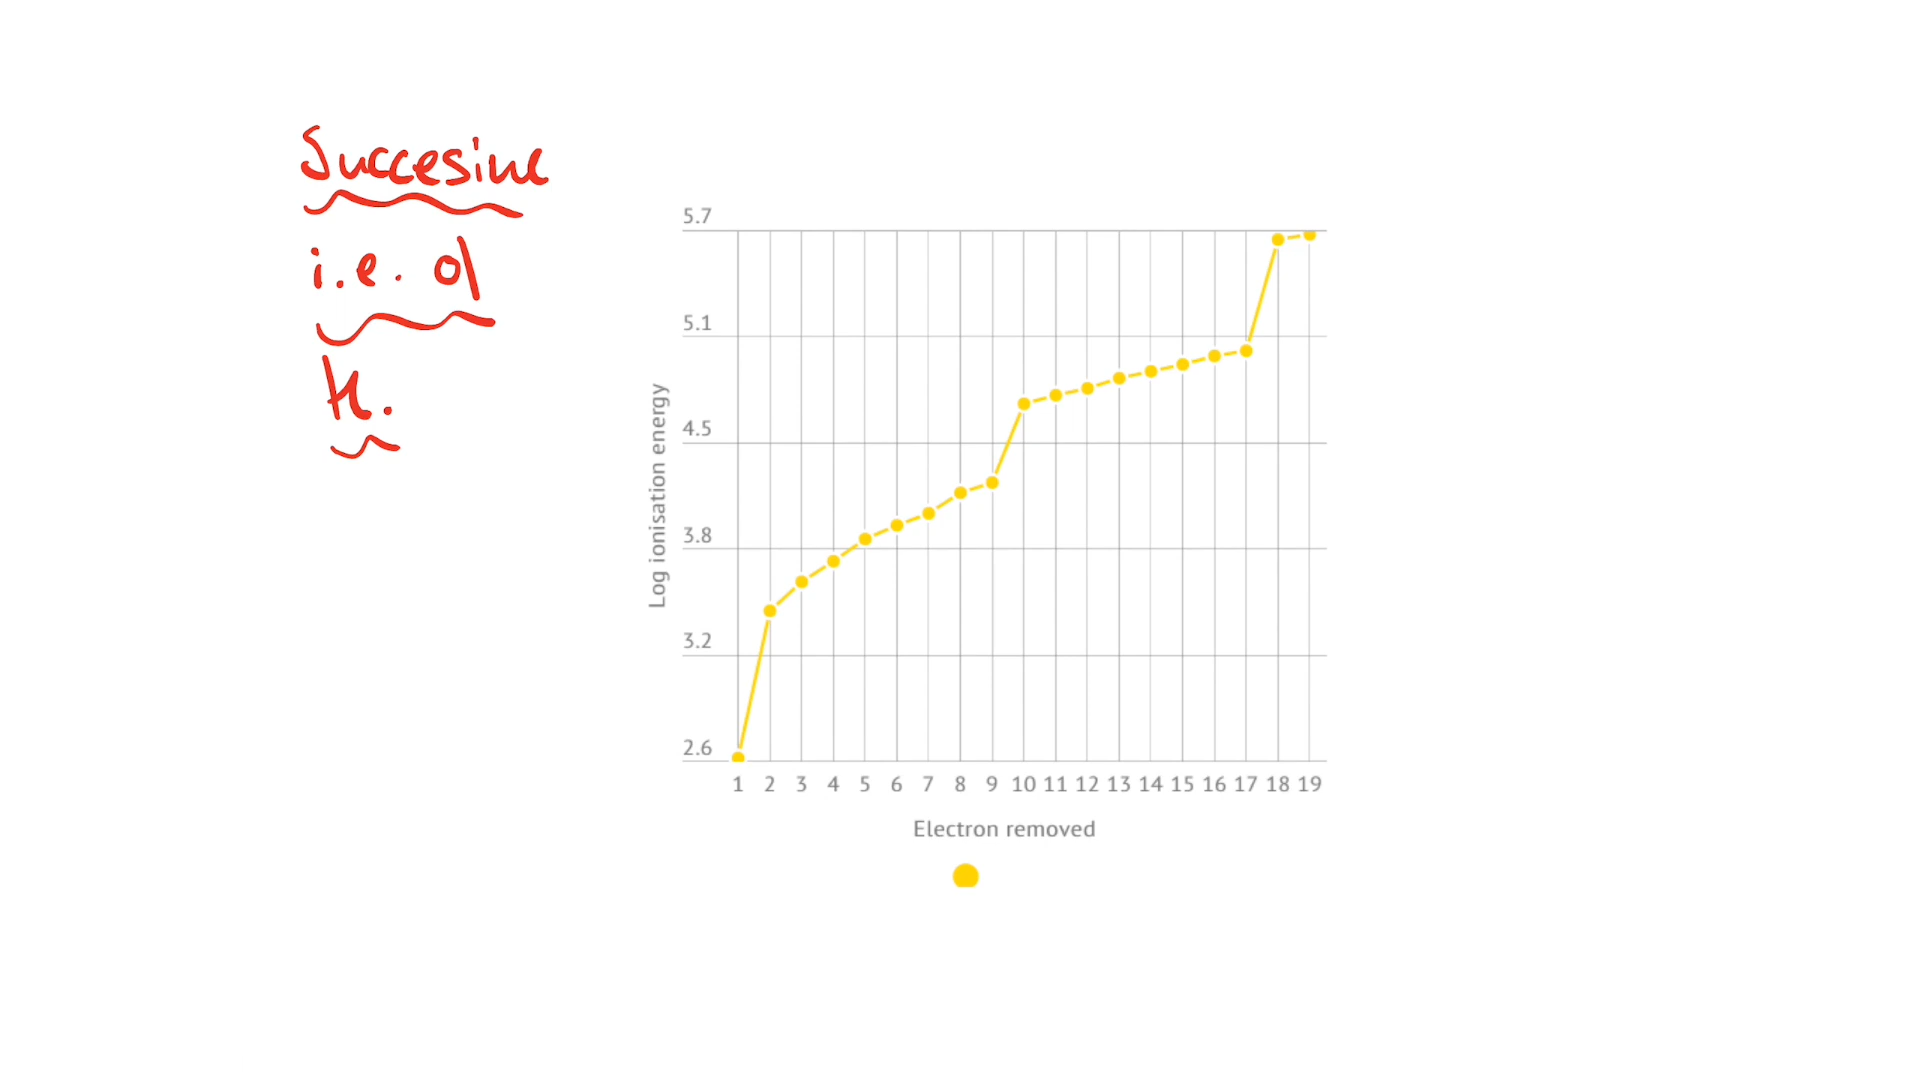 Succesive
i.e. of
K.
5.7
5.1
4.5
3.8
3.2
2.6
Log ionisation energy
1 2 3 4 5 6 7 8 9 10 11 12 13 14 15 16 17 18 19
Electron removed